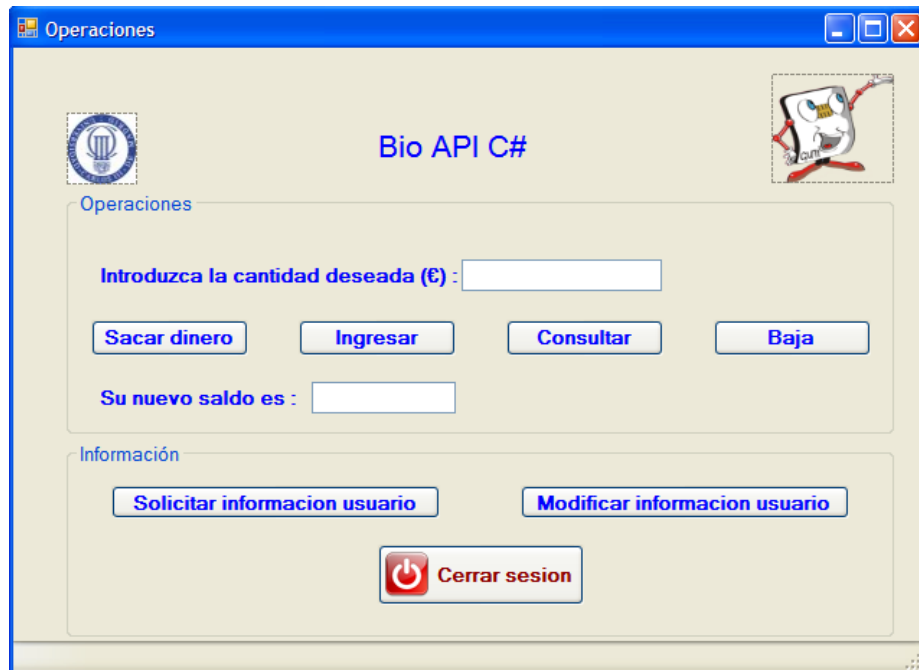 Operaciones
Bio API C#
Operaciones
Introduzca la cantidad deseada (€) :
Sacar dinero Ingresar Consultar Baja
Su nuevo saldo es :
Información
Solicitar informacion usuario Modificar informacion usuario
Cerrar sesion